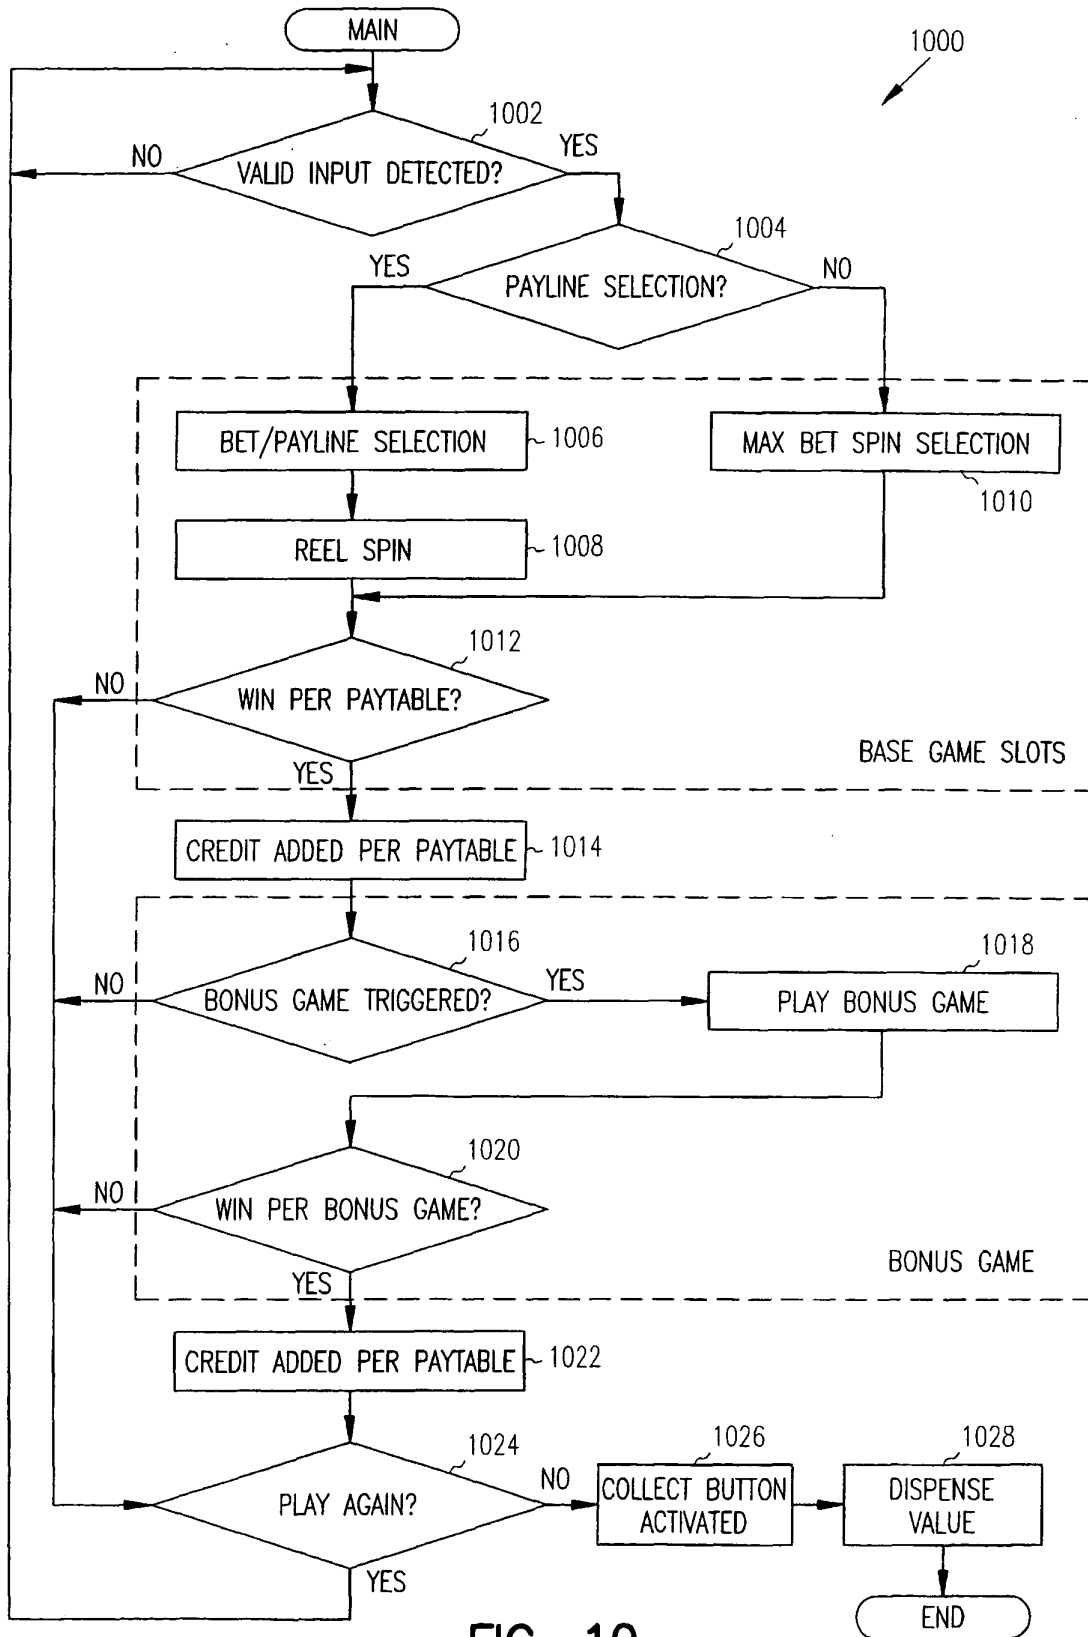 MAIN
1000
1002
NO
YES
VALID INPUT DETECTED?
1004
YES
NO
PAYLINE SELECTION?
BET/PAYLINE SELECTION
1006
MAX BET SPIN SELECTION
1010
REEL SPIN
1008
1012
NO
WIN PER PAYTABLE?
YES
BASE GAME SLOTS
CREDIT ADDED PER PAYTABLE
1014
1016
NO
BONUS GAME TRIGGERED?
YES
1018
PLAY BONUS GAME
1020
NO
WIN PER BONUS GAME?
YES
BONUS GAME
CREDIT ADDED PER PAYTABLE
1022
1024
PLAY AGAIN?
NO
YES
1026
COLLECT BUTTON
ACTIVATED
1028
DISPENSE
VALUE
END
FIG. 10